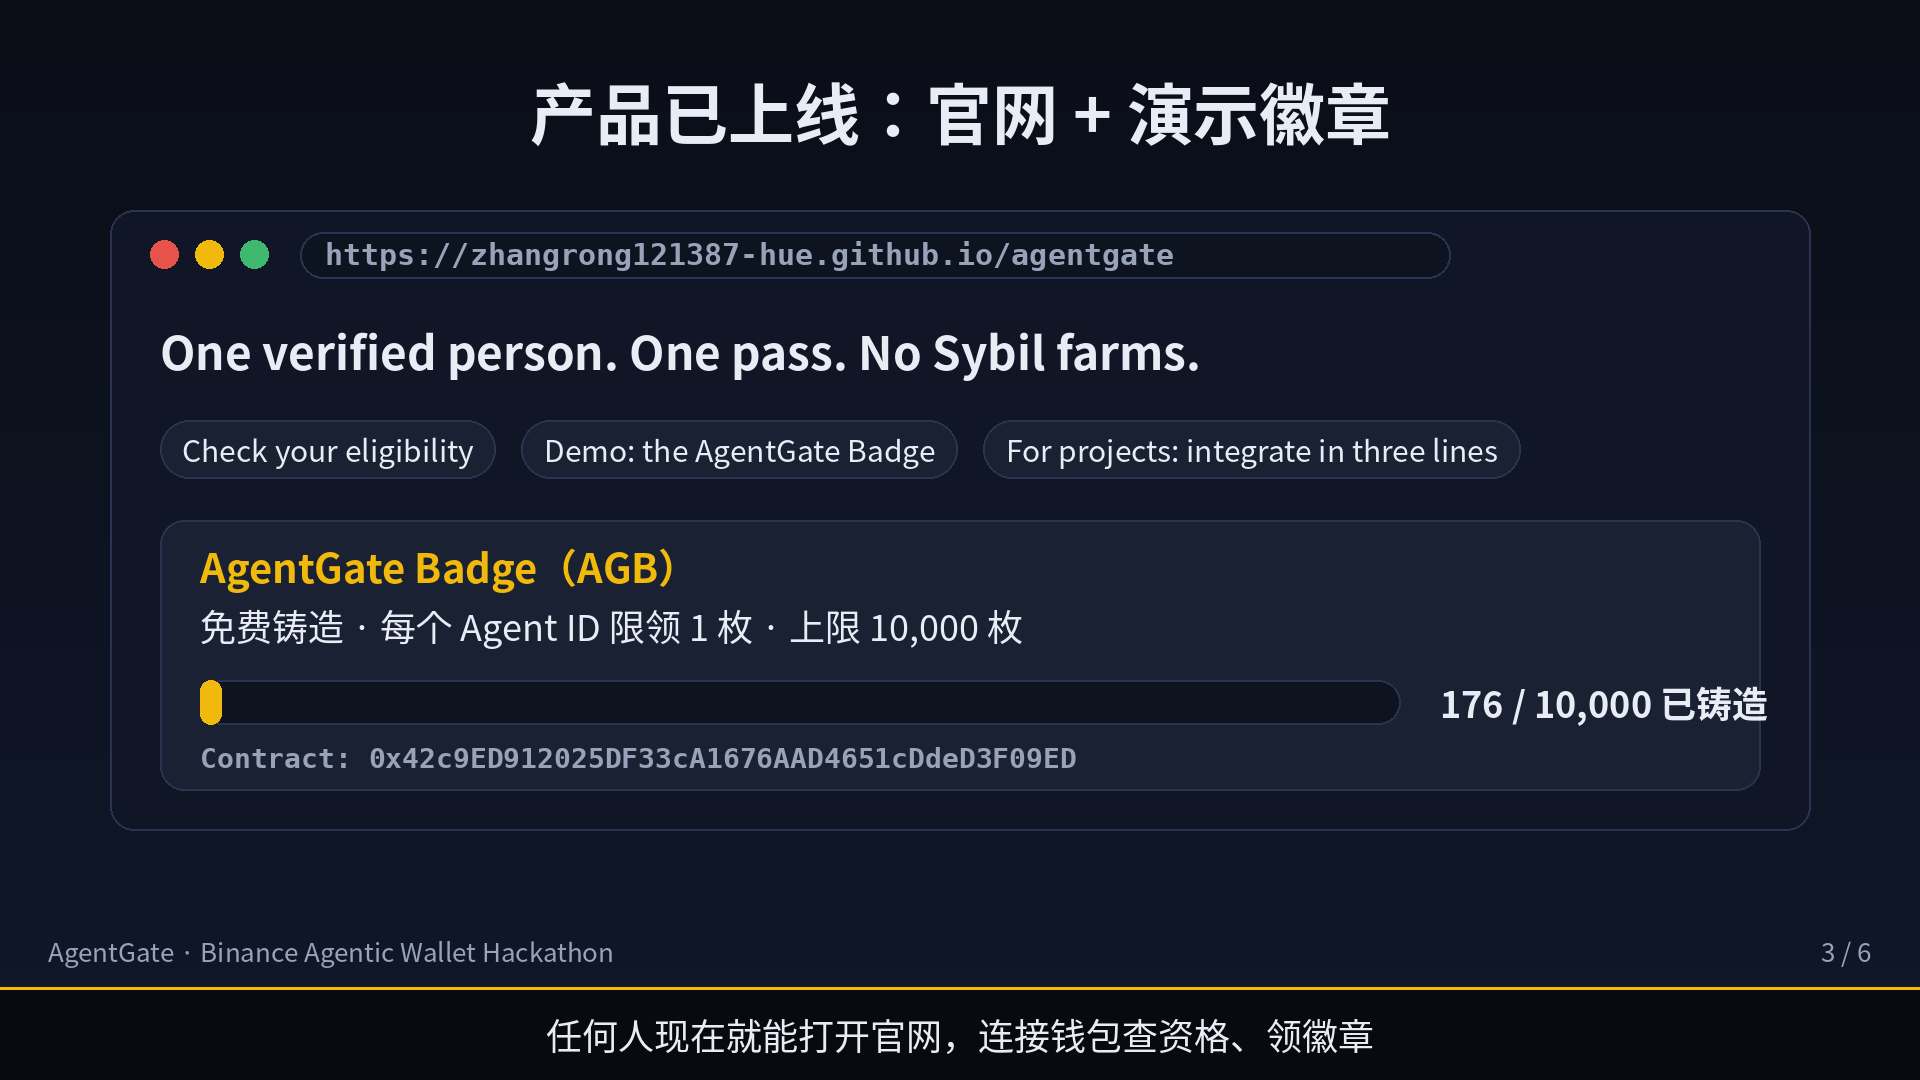 产品已上线：官网 + 演示徽章
https://zhangrong121387-hue.github.io/agentgate
One verified person. One pass. No Sybil farms.
Check your eligibility
Demo: the AgentGate Badge
For projects: integrate in three lines
AgentGate Badge（AGB）
免费铸造 · 每个 Agent ID 限领 1 枚 · 上限 10,000 枚
176 / 10,000 已铸造
Contract: 0x42c9ED912025DF33cA1676AAD4651cDdeD3F09ED
AgentGate · Binance Agentic Wallet Hackathon
3 / 6
任何人现在就能打开官网，连接钱包查资格、领徽章